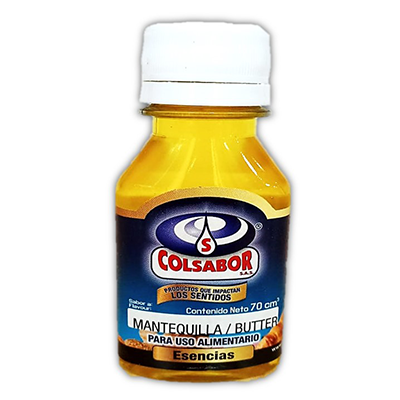 S
®
COLSABOR
S.A.S.
PRODUCTOS QUE IMPACTAN
LOS SENTIDOS
Contenido Neto 70 cm³
Sabor a:
Flavour:
MANTEQUILLA / BUTTER
PARA USO ALIMENTARIO
Esencias